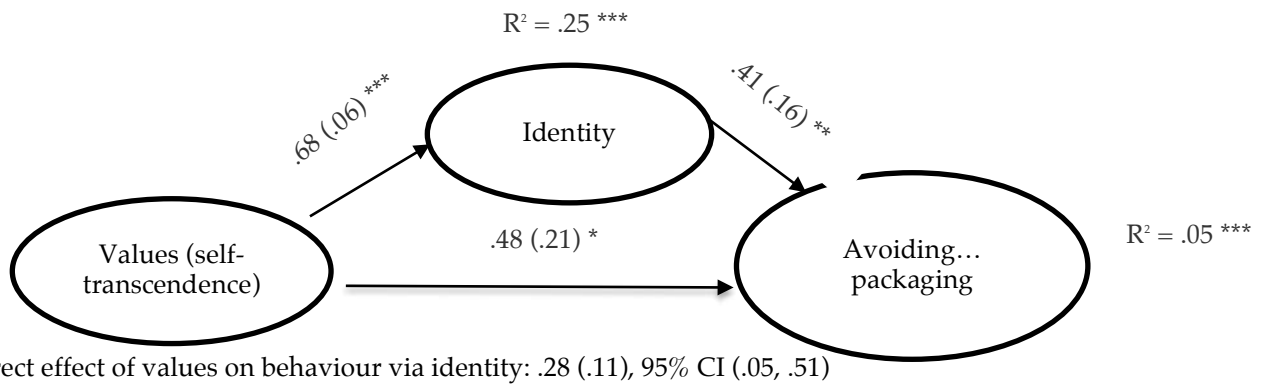 R² = .25 ***
.68 (.06) ***
.41 (.16) **
Identity
.48 (.21) *
Values (self-
transcendence)
Avoiding…
packaging
R² = .05 ***
rect effect of values on behaviour via identity: .28 (.11), 95% CI (.05, .51)